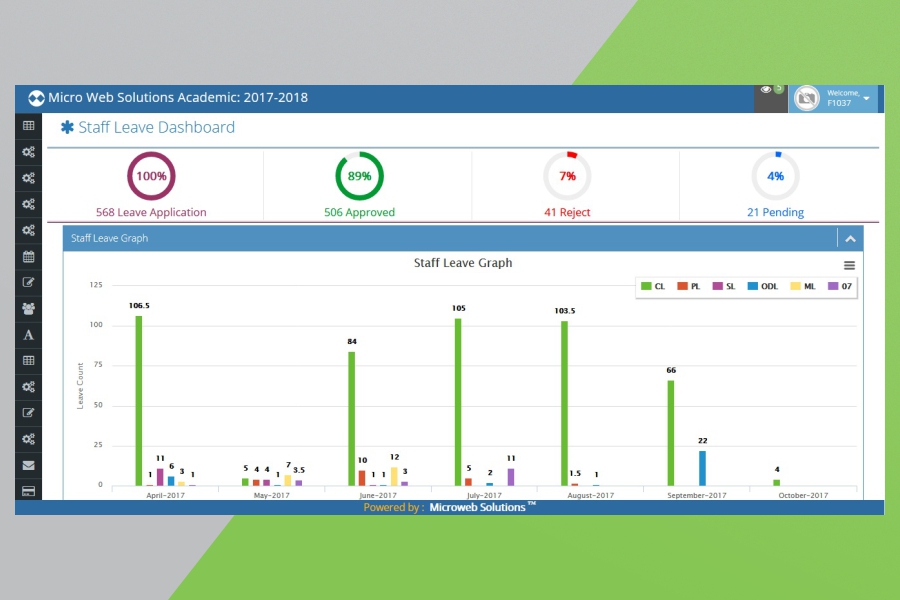 Micro Web Solutions Academic: 2017-2018
5
Welcome,
F1037
Staff Leave Dashboard
100%
89%
7%
4%
568 Leave Application
506 Approved
41 Reject
21 Pending
Staff Leave Graph
Staff Leave Graph
CL PL SL ODL ML 07
Leave Count
125
100
75
50
25
0
106.5 1 11 6 3 1
5 4 4 1 7 3.5
84 10 1 1 12 3
105 5 2 11
103.5 1.5 1
66 22
4
April-2017 May-2017 June-2017 July-2017 August-2017 September-2017 October-2017
A
Powered by : Microweb Solutions ™